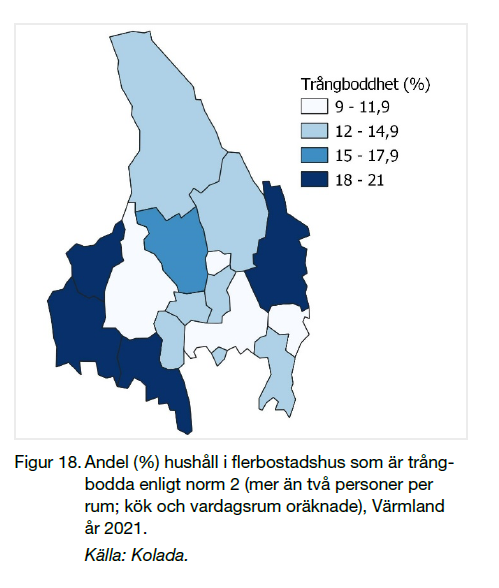 Trångboddhet (%)
9 - 11,9
12 - 14,9
15 - 17,9
18 - 21
Figur 18. Andel (%) hushåll i flerbostadshus som är trång-
bodda enligt norm 2 (mer än två personer per
rum; kök och vardagsrum oräknade), Värmland
år 2021.
Källa: Kolada.